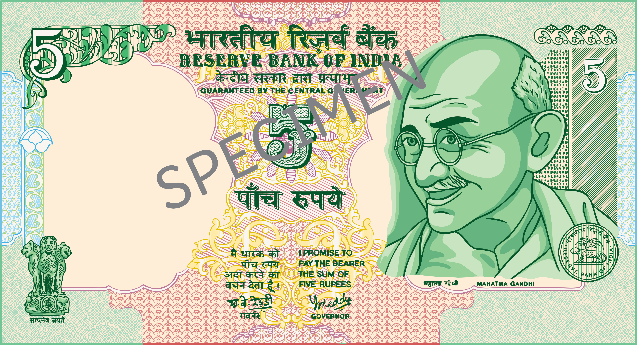 5
भारतीय रिज़र्व बैंक
RESERVE BANK OF INDIA
केन्द्रीय सरकार द्वारा प्रत्याभूत
GUARANTEED BY THE CENTRAL GOVERNMENT
5
5
SPECIMEN
पाँच रुपये
मैं धारक को
पाँच रुपये
अदा करने का
वचन देता हूँ।
गवर्नर
I PROMISE TO
PAY THE BEARER
THE SUM OF
FIVE RUPEES
GOVERNOR
सत्यमेव जयते
महात्मा गांधी
MAHATMA GANDHI